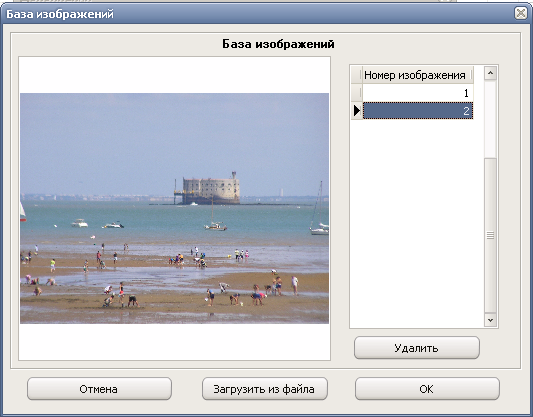 База изображений
База изображений
Номер изображения
1
2
Удалить
Отмена
Загрузить из файла
OK